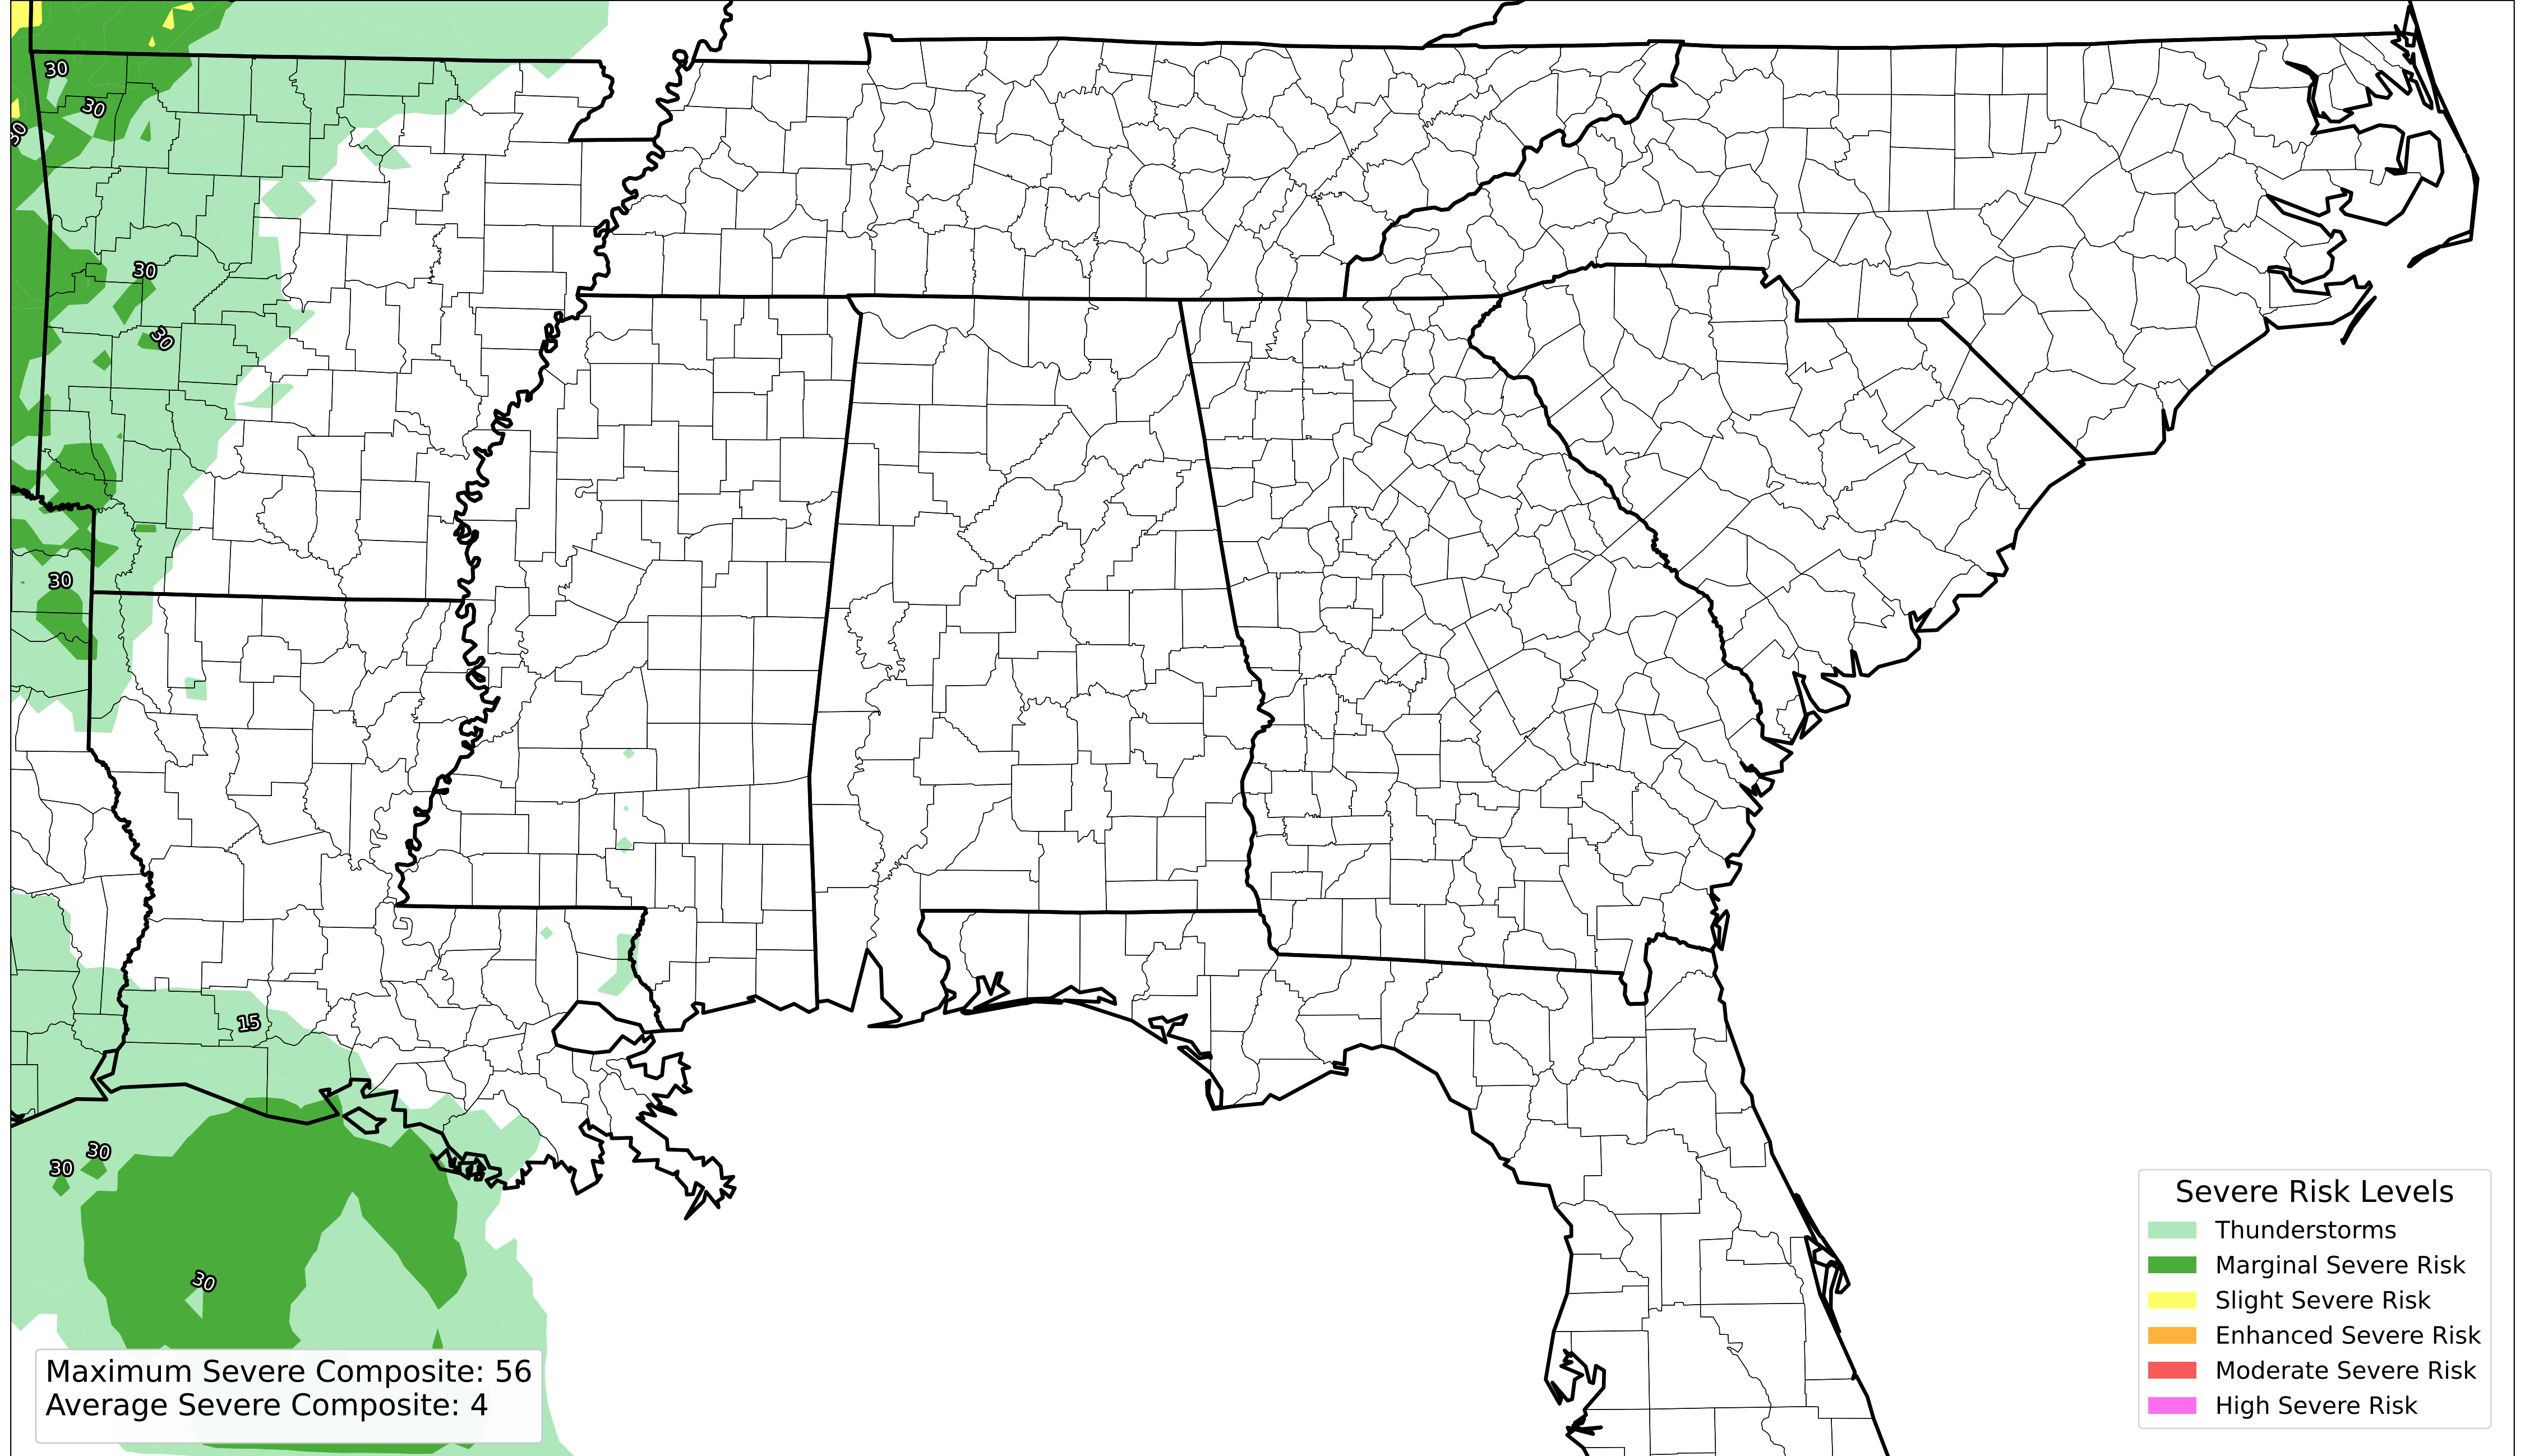 30
30
30
30
30
30
15
30
30
30
Maximum Severe Composite: 56
Average Severe Composite: 4
Severe Risk Levels
Thunderstorms
Marginal Severe Risk
Slight Severe Risk
Enhanced Severe Risk
Moderate Severe Risk
High Severe Risk